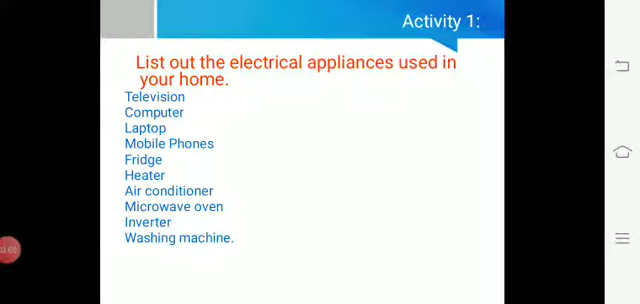 Activity 1:
List out the electrical appliances used in
your home.
Television
Computer
Laptop
Mobile Phones
Fridge
Heater
Air conditioner
Microwave oven
Inverter
Washing machine.